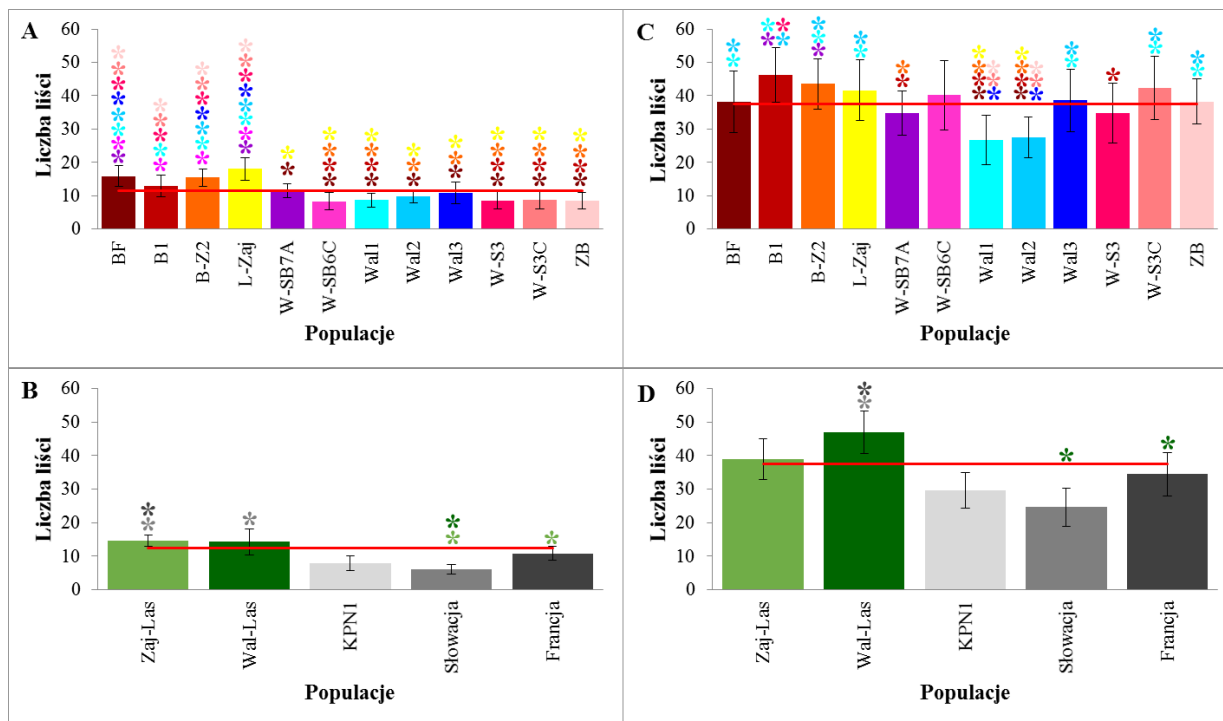 A
Liczba liści
60
50
40
30
20
10
0
BF
B1
B-Z2
L-Zaj
W-SB7A
W-SB6C
Wal1
Wal2
Wal3
W-S3
W-S3C
ZB
Populacje
C
Liczba liści
60
50
40
30
20
10
0
BF
B1
B-Z2
L-Zaj
W-SB7A
W-SB6C
Wal1
Wal2
Wal3
W-S3
W-S3C
ZB
Populacje
B
Liczba liści
60
50
40
30
20
10
0
Zaj-Las
Wal-Las
KPN1
Słowacja
Francja
Populacje
D
Liczba liści
60
50
40
30
20
10
0
Zaj-Las
Wal-Las
KPN1
Słowacja
Francja
Populacje